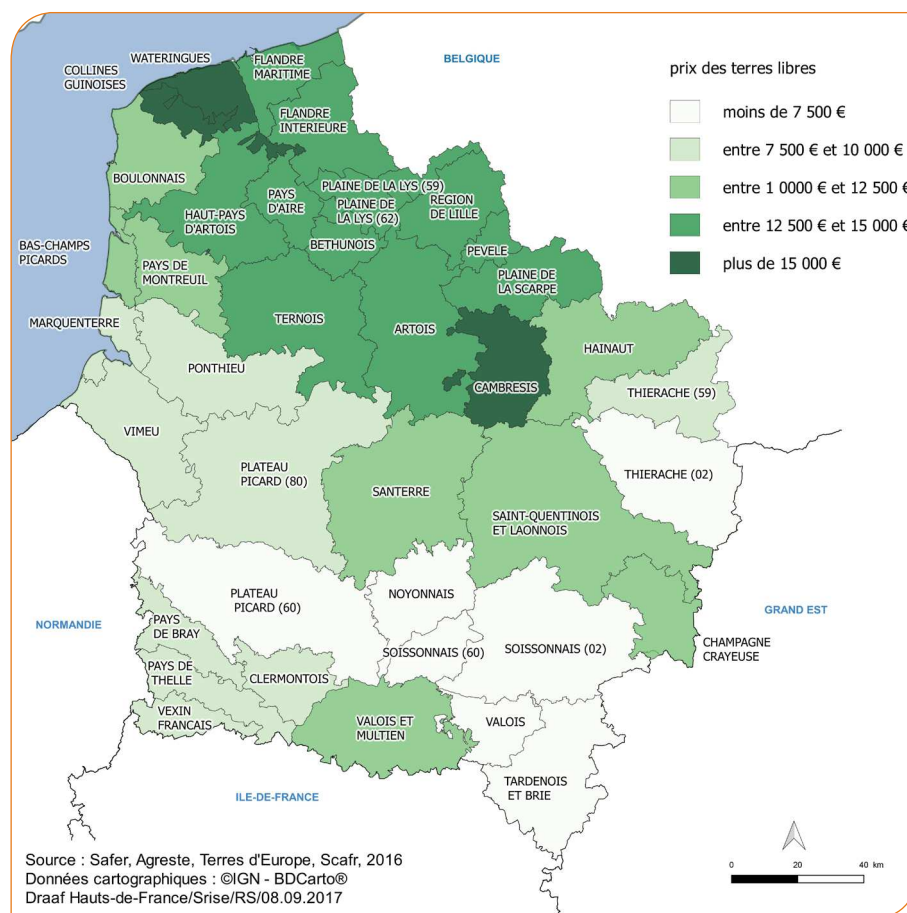 WATERINGUES
FLANDRE
MARITIME
BELGIQUE
COLLINES
GUINOISES
prix des terres libres
moins de 7 500 €
entre 7 500 € et 10 000 €
entre 1 0000 € et 12 500 €
entre 12 500 € et 15 000 €
plus de 15 000 €
FLANDRE
INTERIEURE
BOULONNAIS
PLAINE DE LA LYS (59)
PAYS
D'AIRE
PLAINE DE
LA LYS (62)
REGION
DE LILLE
HAUT-PAYS
D'ARTOIS
BETHUNOIS
BAS-CHAMPS
PICARDS
PEVELE
PAYS DE
MONTREUIL
PLAINE DE
LA SCARPE
MARQUENTERRE
TERNOIS
ARTOIS
HAINAUT
PONTHIEU
CAMBRESIS
THIERACHE (59)
VIMEU
PLATEAU
PICARD (80)
THIERACHE (02)
SANTERRE
SAINT-QUENTINOIS
ET LAONNOIS
PLATEAU
PICARD (60)
NOYONNAIS
NORMANDIE
GRAND EST
PAYS
DE BRAY
SOISSONNAIS (60)
SOISSONNAIS (02)
CHAMPAGNE
CRAYEUSE
PAYS DE
THELLE
CLERMONTOIS
VEXIN
FRANCAIS
VALOIS ET
MULTIEN
VALOIS
TARDENOIS
ET BRIE
ILE-DE-FRANCE
Source : Safer, Agreste, Terres d'Europe, Scafr, 2016
Données cartographiques : ©IGN - BDCarto®
Draaf Hauts-de-France/Srise/RS/08.09.2017
0 20 40 km